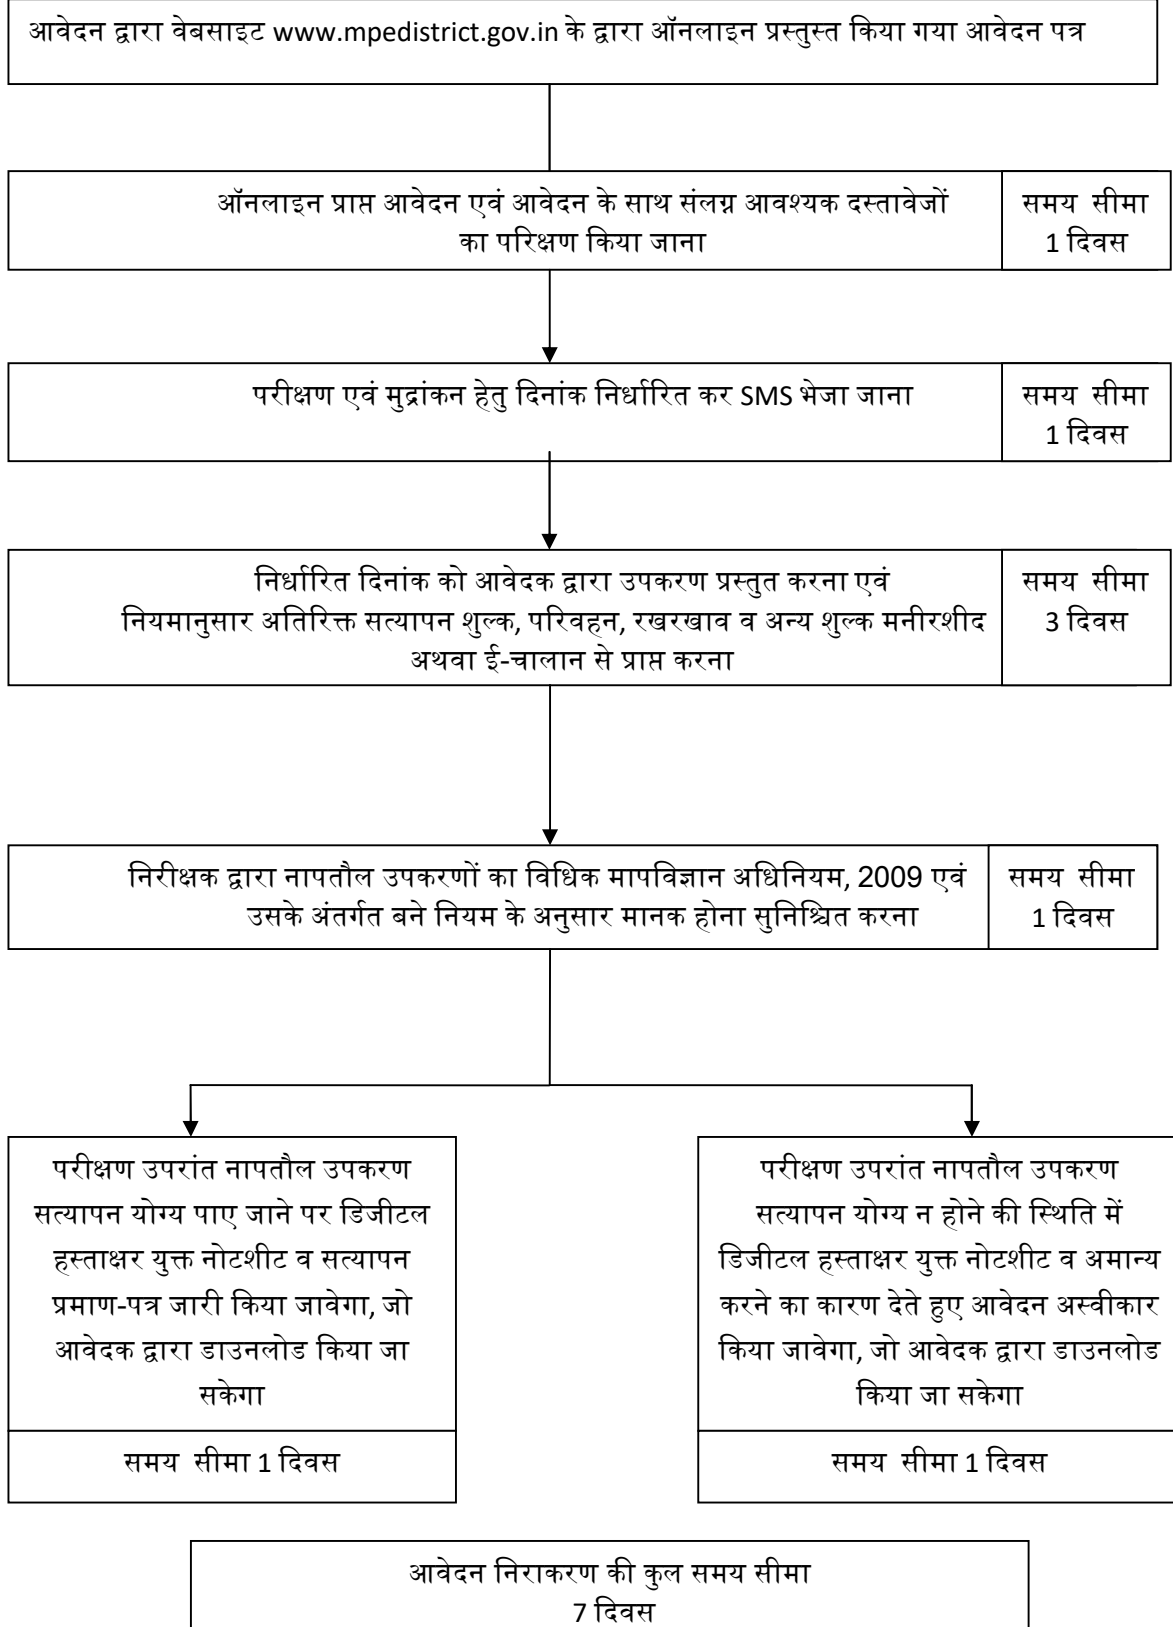 आवेदन द्वारा वेबसाइट www.mpedistrict.gov.in के द्वारा ऑनलाइन प्रस्तुस्त किया गया आवेदन पत्र
ऑनलाइन प्राप्त आवेदन एवं आवेदन के साथ संलग्न आवश्यक दस्तावेजों
का परिक्षण किया जाना
समय सीमा
1 दिवस
परीक्षण एवं मुद्रांकन हेतु दिनांक निर्धारित कर SMS भेजा जाना
समय सीमा
1 दिवस
निर्धारित दिनांक को आवेदक द्वारा उपकरण प्रस्तुत करना एवं
नियमानुसार अतिरिक्त सत्यापन शुल्क, परिवहन, रखरखाव व अन्य शुल्क मनीरशीद
अथवा ई-चालान से प्राप्त करना
समय सीमा
3 दिवस
निरीक्षक द्वारा नापतौल उपकरणों का विधिक मापविज्ञान अधिनियम, 2009 एवं
उसके अंतर्गत बने नियम के अनुसार मानक होना सुनिश्चित करना
समय सीमा
1 दिवस
परीक्षण उपरांत नापतौल उपकरण
सत्यापन योग्य पाए जाने पर डिजीटल
हस्ताक्षर युक्त नोटशीट व सत्यापन
प्रमाण-पत्र जारी किया जावेगा, जो
आवेदक द्वारा डाउनलोड किया जा
सकेगा
समय सीमा 1 दिवस
परीक्षण उपरांत नापतौल उपकरण
सत्यापन योग्य न होने की स्थिति में
डिजीटल हस्ताक्षर युक्त नोटशीट व अमान्य
करने का कारण देते हुए आवेदन अस्वीकार
किया जावेगा, जो आवेदक द्वारा डाउनलोड
किया जा सकेगा
समय सीमा 1 दिवस
आवेदन निराकरण की कुल समय सीमा
7 दिवस